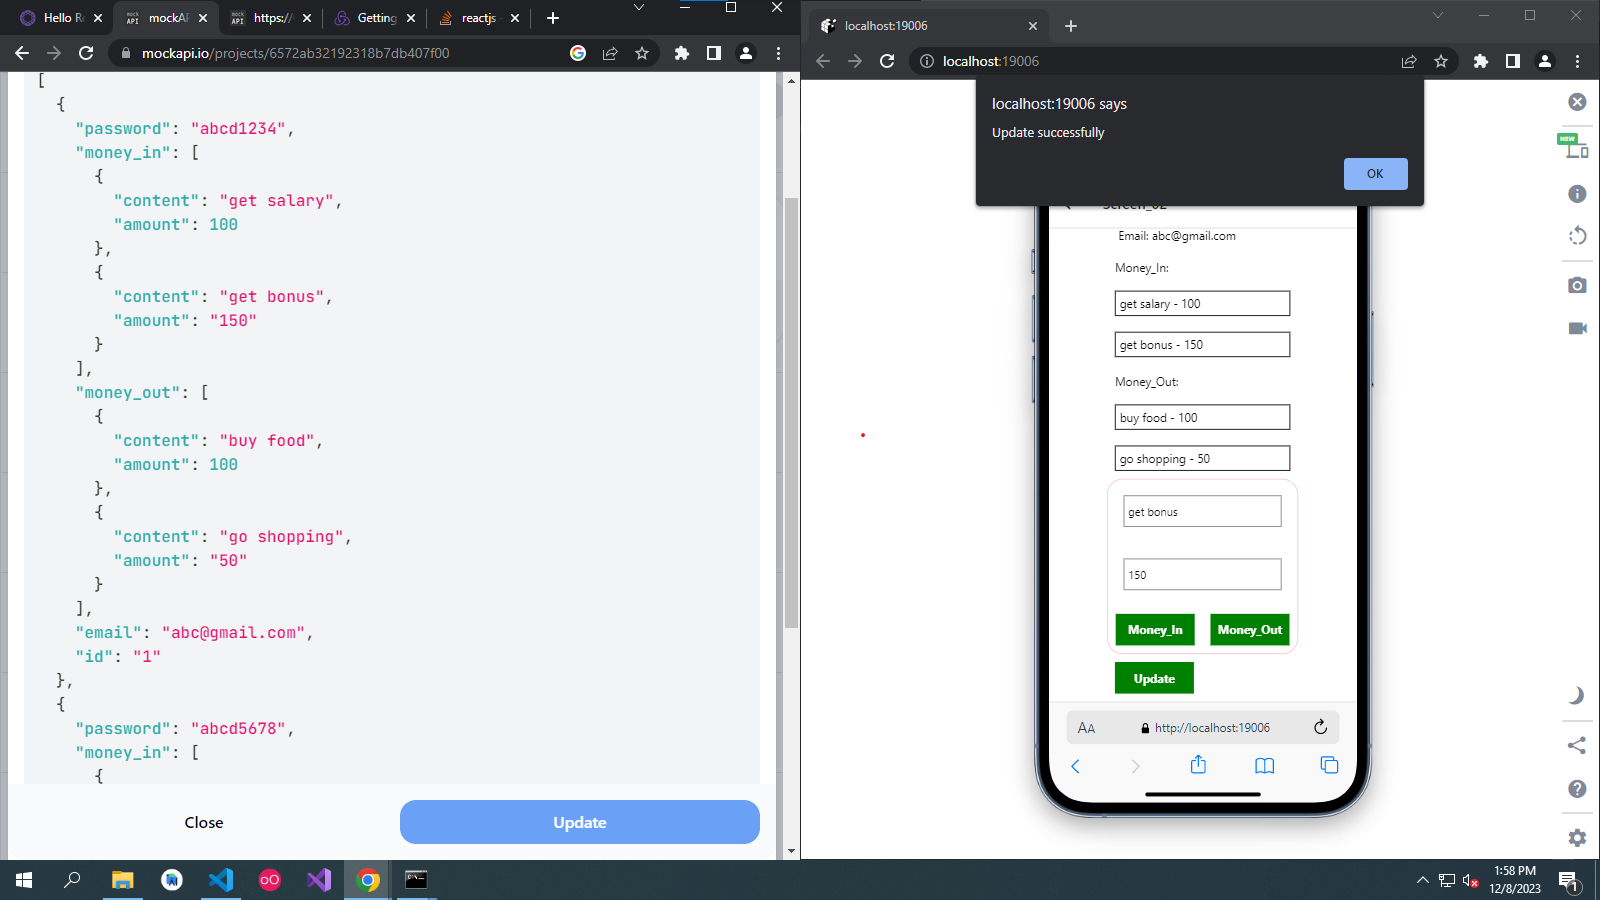 Hello Re
mockAP
https://
Getting
reactjs
mockapi.io/projects/6572ab32192318b7db407f00
[
{
"password": "abcd1234",
"money_in": [
{
"content": "get salary",
"amount": 100
},
{
"content": "get bonus",
"amount": "150"
}
],
"money_out": [
{
"content": "buy food",
"amount": 100
},
{
"content": "go shopping",
"amount": "50"
}
],
"email": "abc@gmail.com",
"id": "1"
},
{
"password": "abcd5678",
"money_in": [
{
Close
Update
localhost:19006
localhost:19006
localhost:19006 says
Update successfully
OK
NEW
Screen_02
Email: abc@gmail.com
Money_In:
get salary - 100
get bonus - 150
Money_Out:
buy food - 100
go shopping - 50
get bonus
150
Money_In
Money_Out
Update
AA
http://localhost:19006
1:58 PM
12/8/2023
1